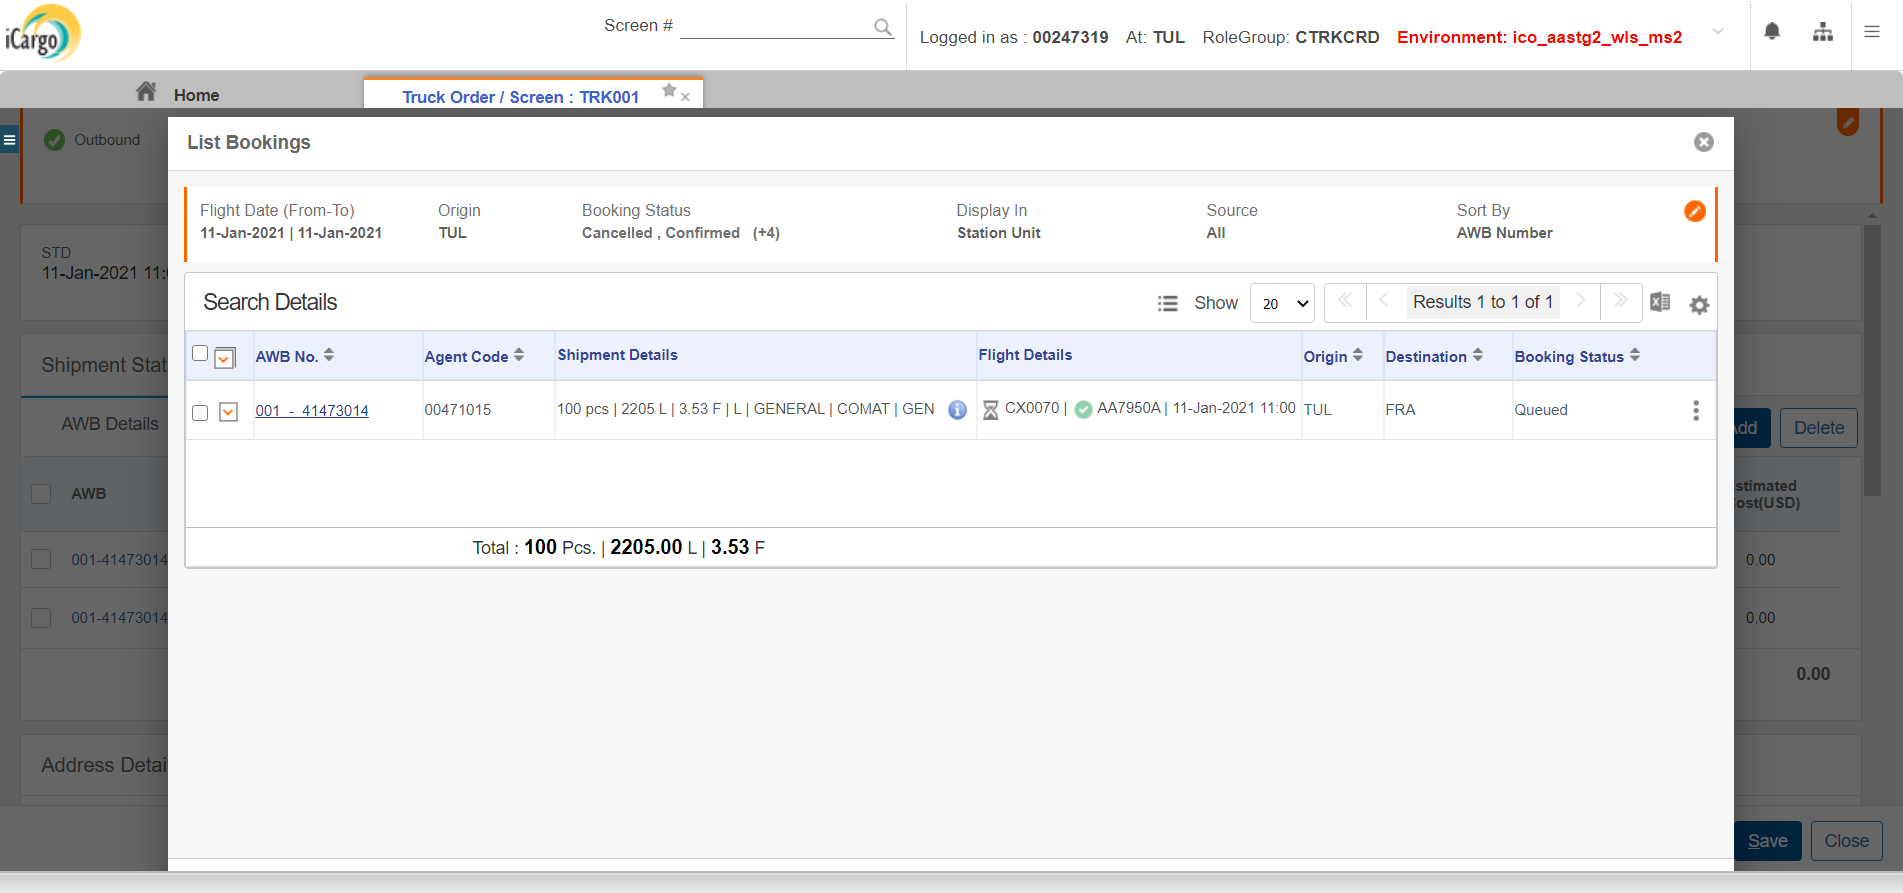 iCargo
Screen #
Logged in as : 00247319 At: TUL RoleGroup: CTRKCRD Environment: ico_aastg2_wls_ms2
Home
Truck Order / Screen : TRK001
Outbound
List Bookings
Flight Date (From-To) Origin Booking Status Display In Source Sort By
11-Jan-2021 | 11-Jan-2021 TUL Cancelled , Confirmed (+4) Station Unit All AWB Number
STD
11-Jan-2021 11:
Search Details
Show 20 Results 1 to 1 of 1
AWB No. Agent Code Shipment Details Flight Details Origin Destination Booking Status
001 - 41473014 00471015 100 pcs | 2205 L | 3.53 F | L | GENERAL | COMAT | GEN CX0070 | AA7950A | 11-Jan-2021 11:00 TUL FRA Queued
Total : 100 Pcs. | 2205.00 L | 3.53 F
Shipment Stat
AWB Details
dd Delete
AWB
stimated
ost(USD)
001-41473014 0.00
001-41473014 0.00
0.00
Address Detai
Save Close